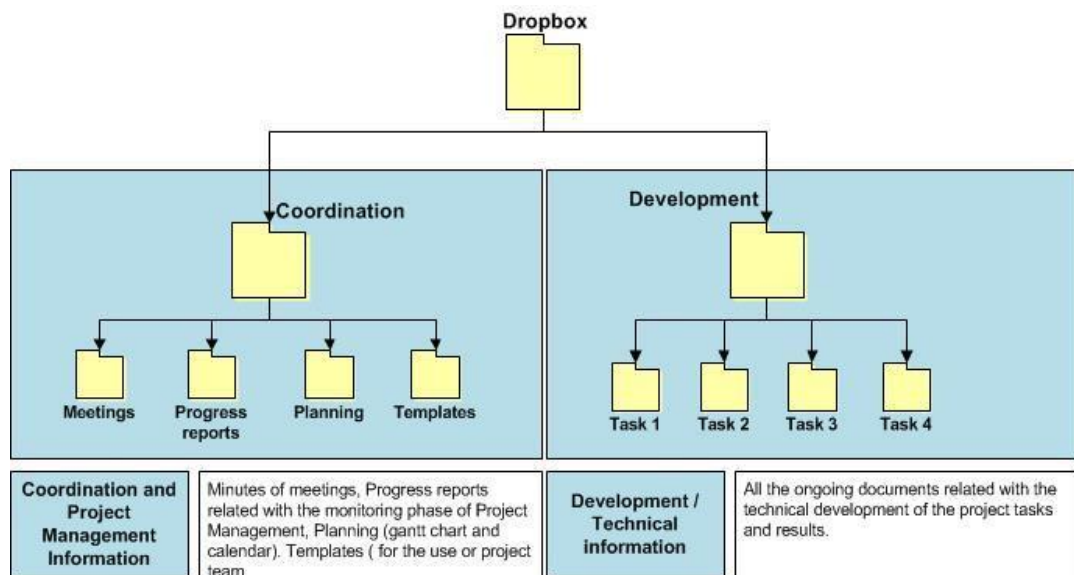 Dropbox
Coordination
Development
Meetings
Progress
reports
Planning
Templates
Task 1
Task 2
Task 3
Task 4
Coordination and
Project
Management
Information
Minutes of meetings, Progress reports
related with the monitoring phase of Project
Management, Planning (gantt chart and
calendar). Templates ( for the use or project
team
Development /
Technical
information
All the ongoing documents related with the
technical development of the project tasks
and results.